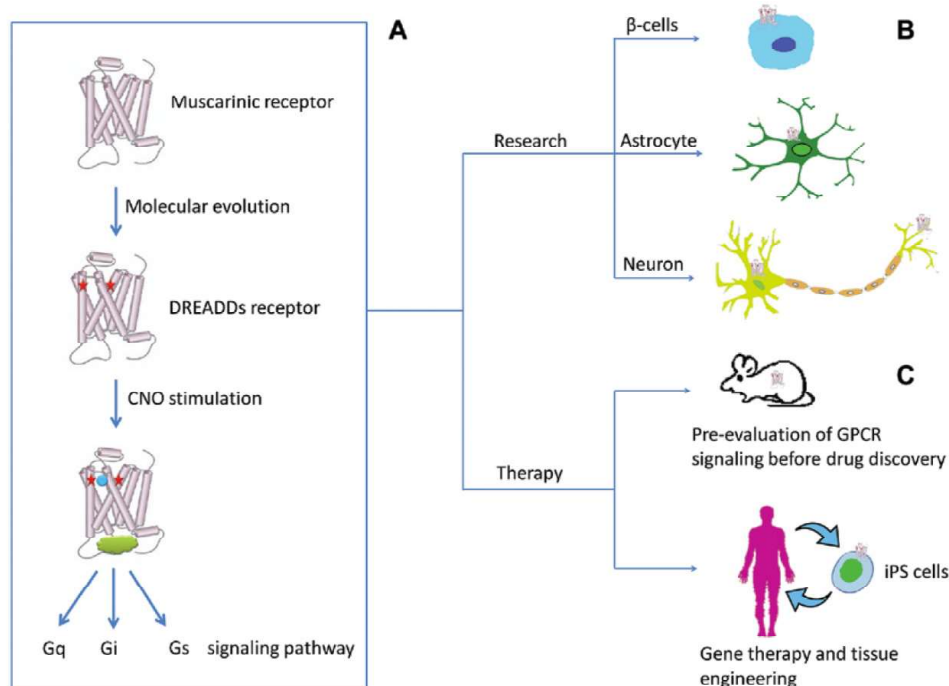 A
Muscarinic receptor
Molecular evolution
DREADDs receptor
CNO stimulation
Gq Gi Gs signaling pathway
Research
Therapy
B
β-cells
Astrocyte
Neuron
C
Pre-evaluation of GPCR
signaling before drug discovery
iPS cells
Gene therapy and tissue
engineering